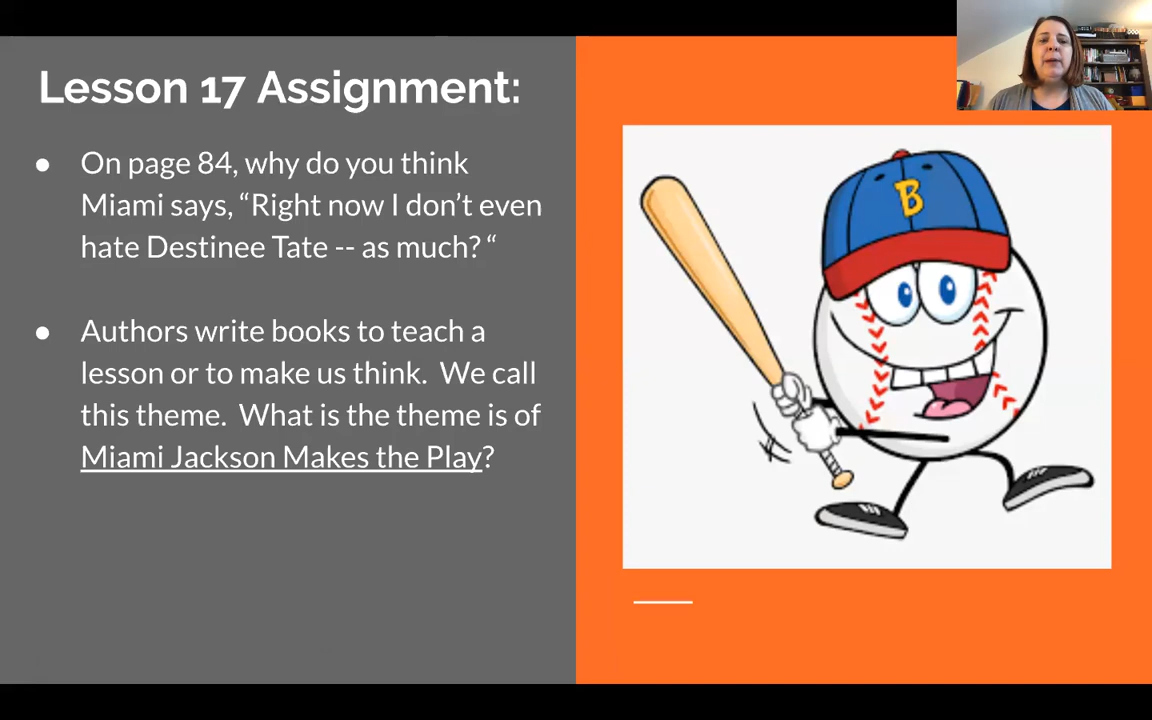 Lesson 17 Assignment:
● On page 84, why do you think
Miami says, “Right now I don’t even
hate Destinee Tate -- as much? “
● Authors write books to teach a
lesson or to make us think. We call
this theme. What is the theme is of
Miami Jackson Makes the Play?
B